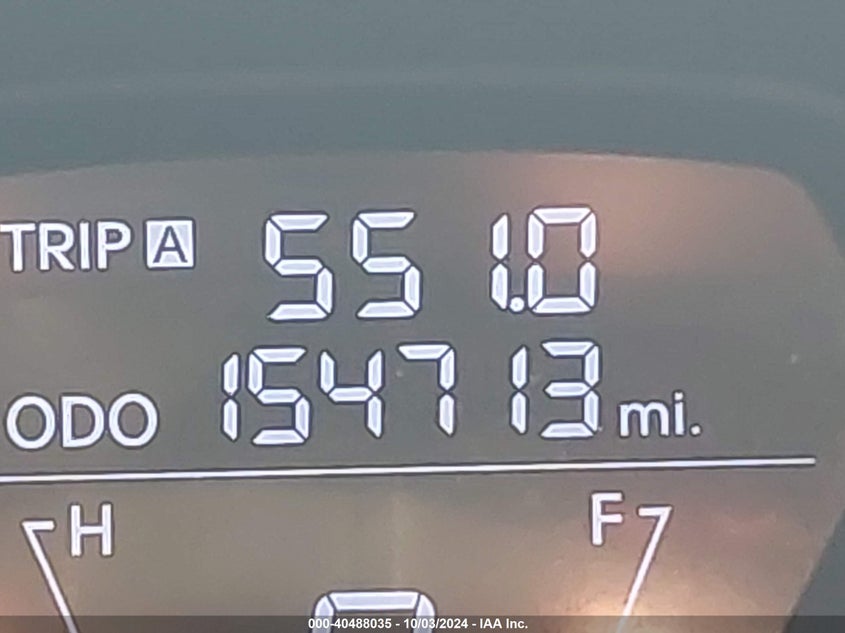 TRIP A 551.0
ODO 154713 mi.
H F
000-40488035 - 10/03/2024 - IAA Inc.